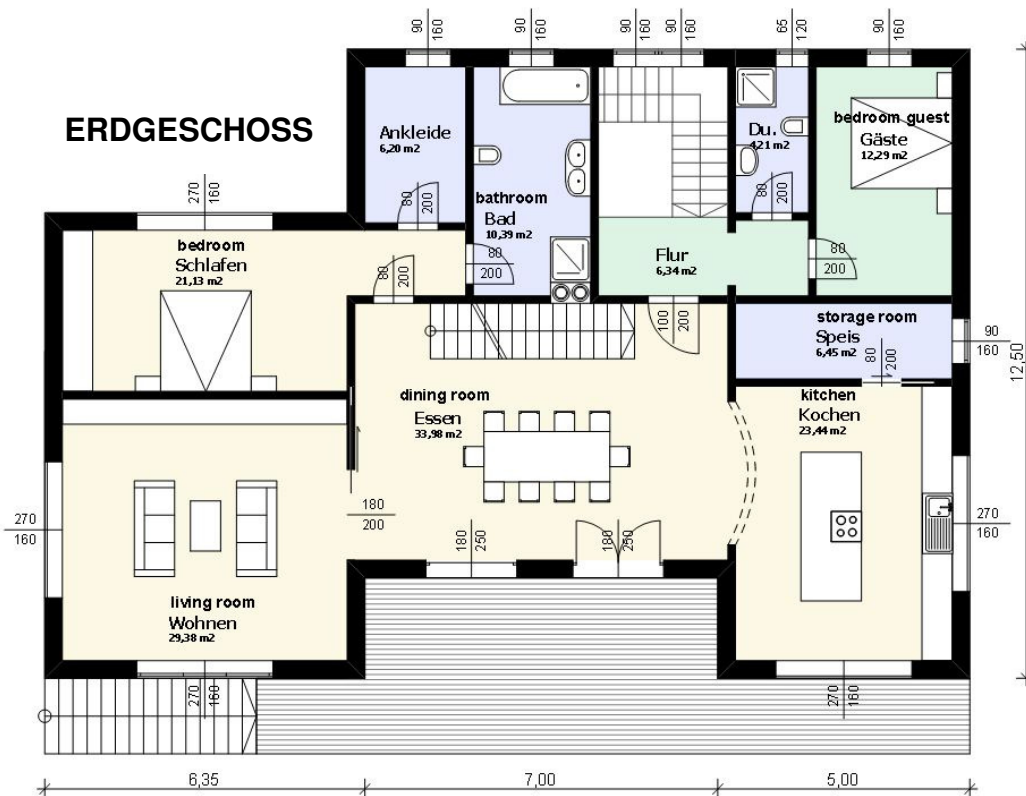 90
160
90
160
90
160
90
160
65
120
90
160
ERDGESCHOSS
Ankleide
6,20 m2
80
200
bathroom
Bad
10,39 m2
80
200
Du.
4,21 m2
80
200
bedroom guest
Gäste
12,29 m2
80
200
270
160
bedroom
Schlafen
21,13 m2
80
200
Flur
6,34 m2
100
200
storage room
Speis
6,45 m2
80
200
90
160
12,50
dining room
Essen
33,98 m2
kitchen
Kochen
23,44 m2
270
160
180
200
180
250
180
250
270
160
living room
Wohnen
29,38 m2
270
160
270
160
6,35
7,00
5,00